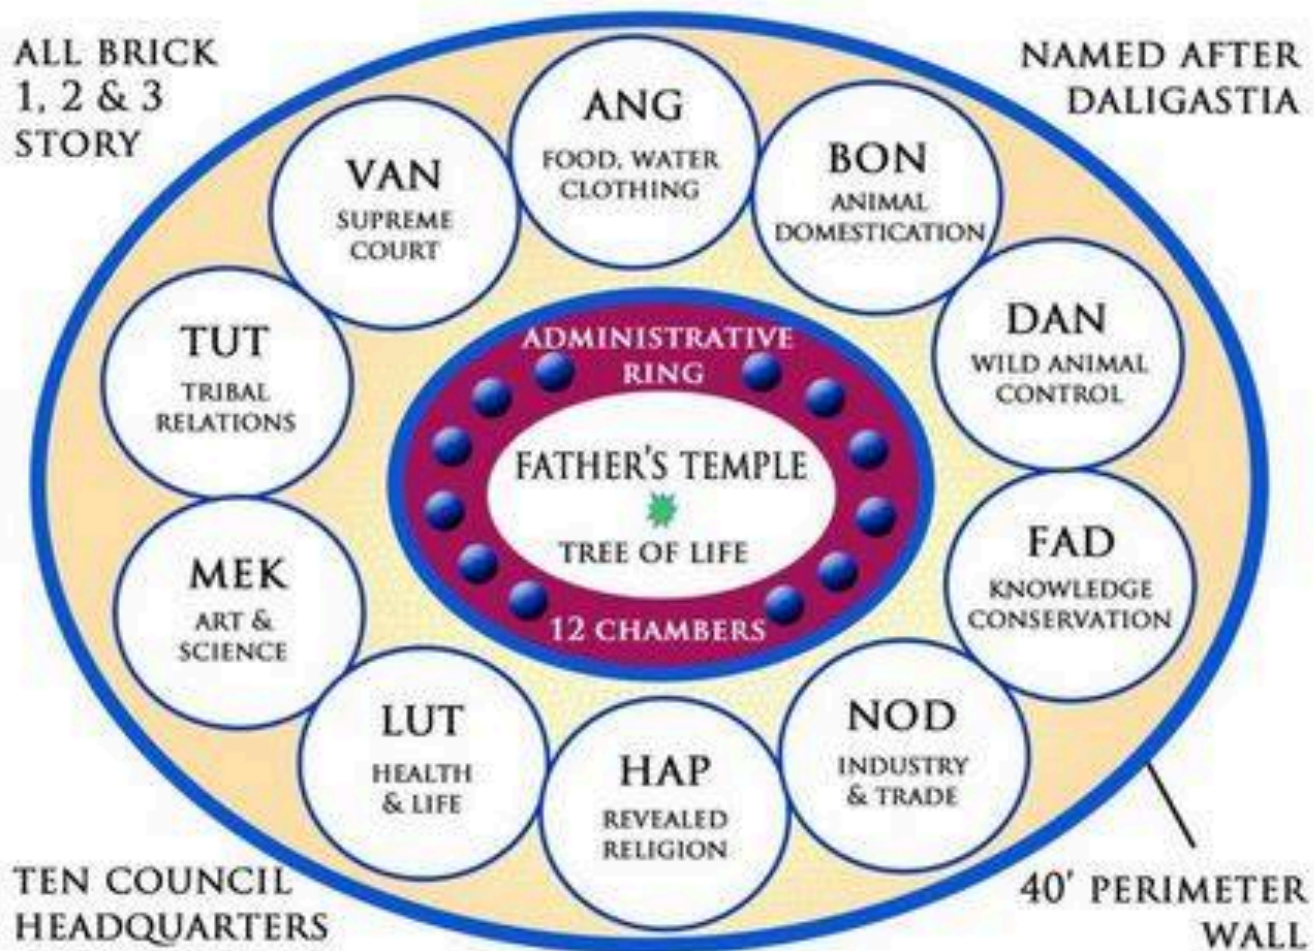 ALL BRICK
1, 2 & 3
STORY
NAMED AFTER
DALIGASTIA
ANG
FOOD, WATER
CLOTHING
VAN
SUPREME
COURT
BON
ANIMAL
DOMESTICATION
TUT
TRIBAL
RELATIONS
DAN
WILD ANIMAL
CONTROL
ADMINISTRATIVE
RING
FATHER'S TEMPLE
TREE OF LIFE
12 CHAMBERS
MEK
ART &
SCIENCE
FAD
KNOWLEDGE
CONSERVATION
LUT
HEALTH
& LIFE
HAP
REVEALED
RELIGION
NOD
INDUSTRY
& TRADE
TEN COUNCIL
HEADQUARTERS
40' PERIMETER
WALL